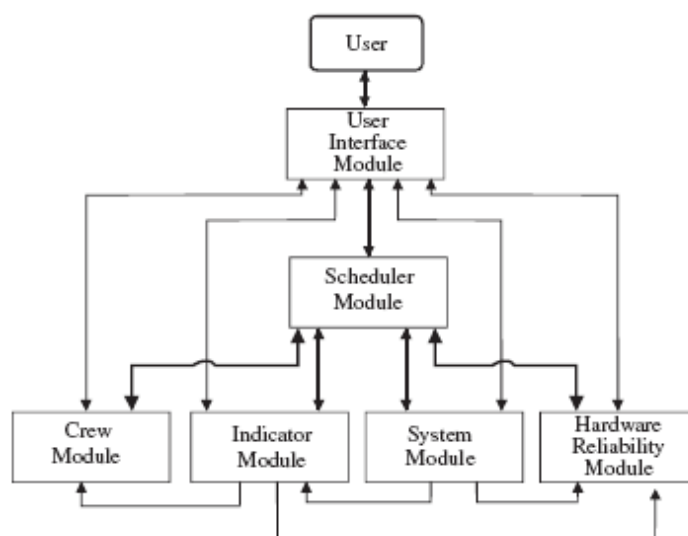 User
User
Interface
Module
Scheduler
Module
Crew
Module
Indicator
Module
System
Module
Hardware
Reliability
Module